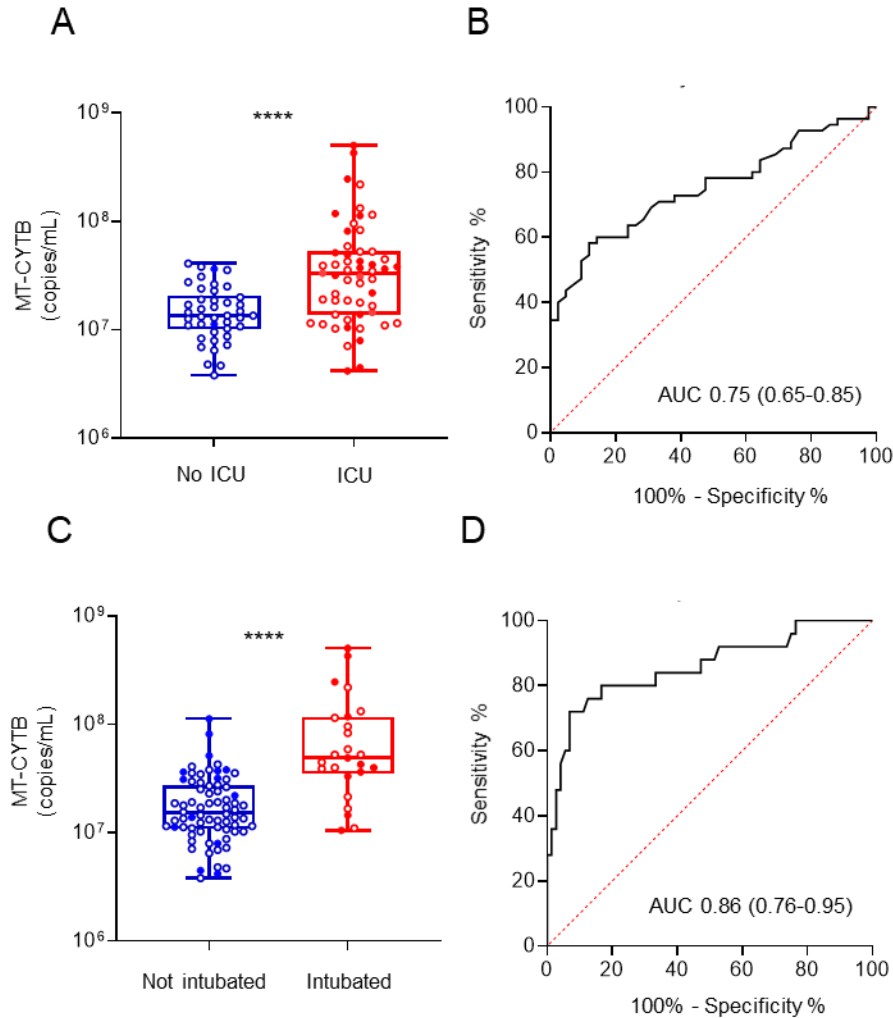 A
MT-CYTB
(copies/mL)
10⁹
10⁸
10⁷
10⁶
****
No ICU
ICU
B
Sensitivity %
100
80
60
40
20
0
AUC 0.75 (0.65-0.85)
0 20 40 60 80 100
100% - Specificity %
C
MT-CYTB
(copies/mL)
10⁹
10⁸
10⁷
10⁶
****
Not intubated
Intubated
D
Sensitivity %
100
80
60
40
20
0
AUC 0.86 (0.76-0.95)
0 20 40 60 80 100
100% - Specificity %